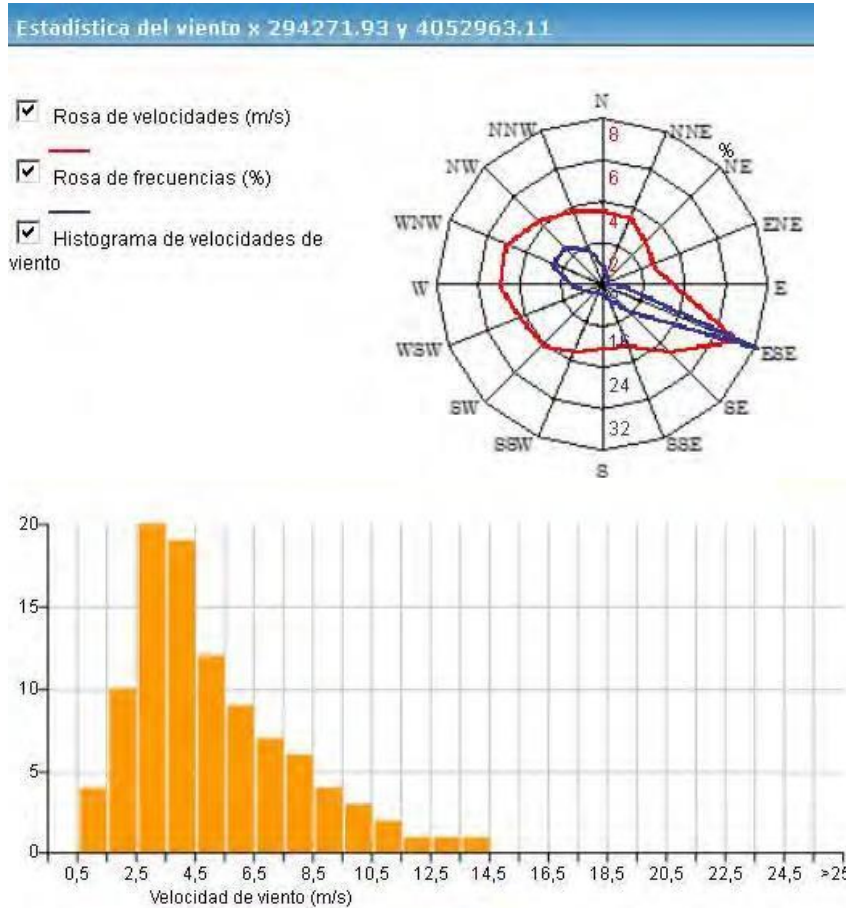 Estadística del viento x 294271.93 y 4052963.11
Rosa de velocidades (m/s)
Rosa de frecuencias (%)
Histograma de velocidades de
viento
N
NNE
%
NE
ENE
E
ESE
SE
SSE
S
SSW
SW
WSW
W
WNW
NW
NNW
8
6
4
2
16
24
32
20
15
10
5
0
0,5 2,5 4,5 6,5 8,5 10,5 12,5 14,5 16,5 18,5 20,5 22,5 24,5 >25
Velocidad de viento (m/s)